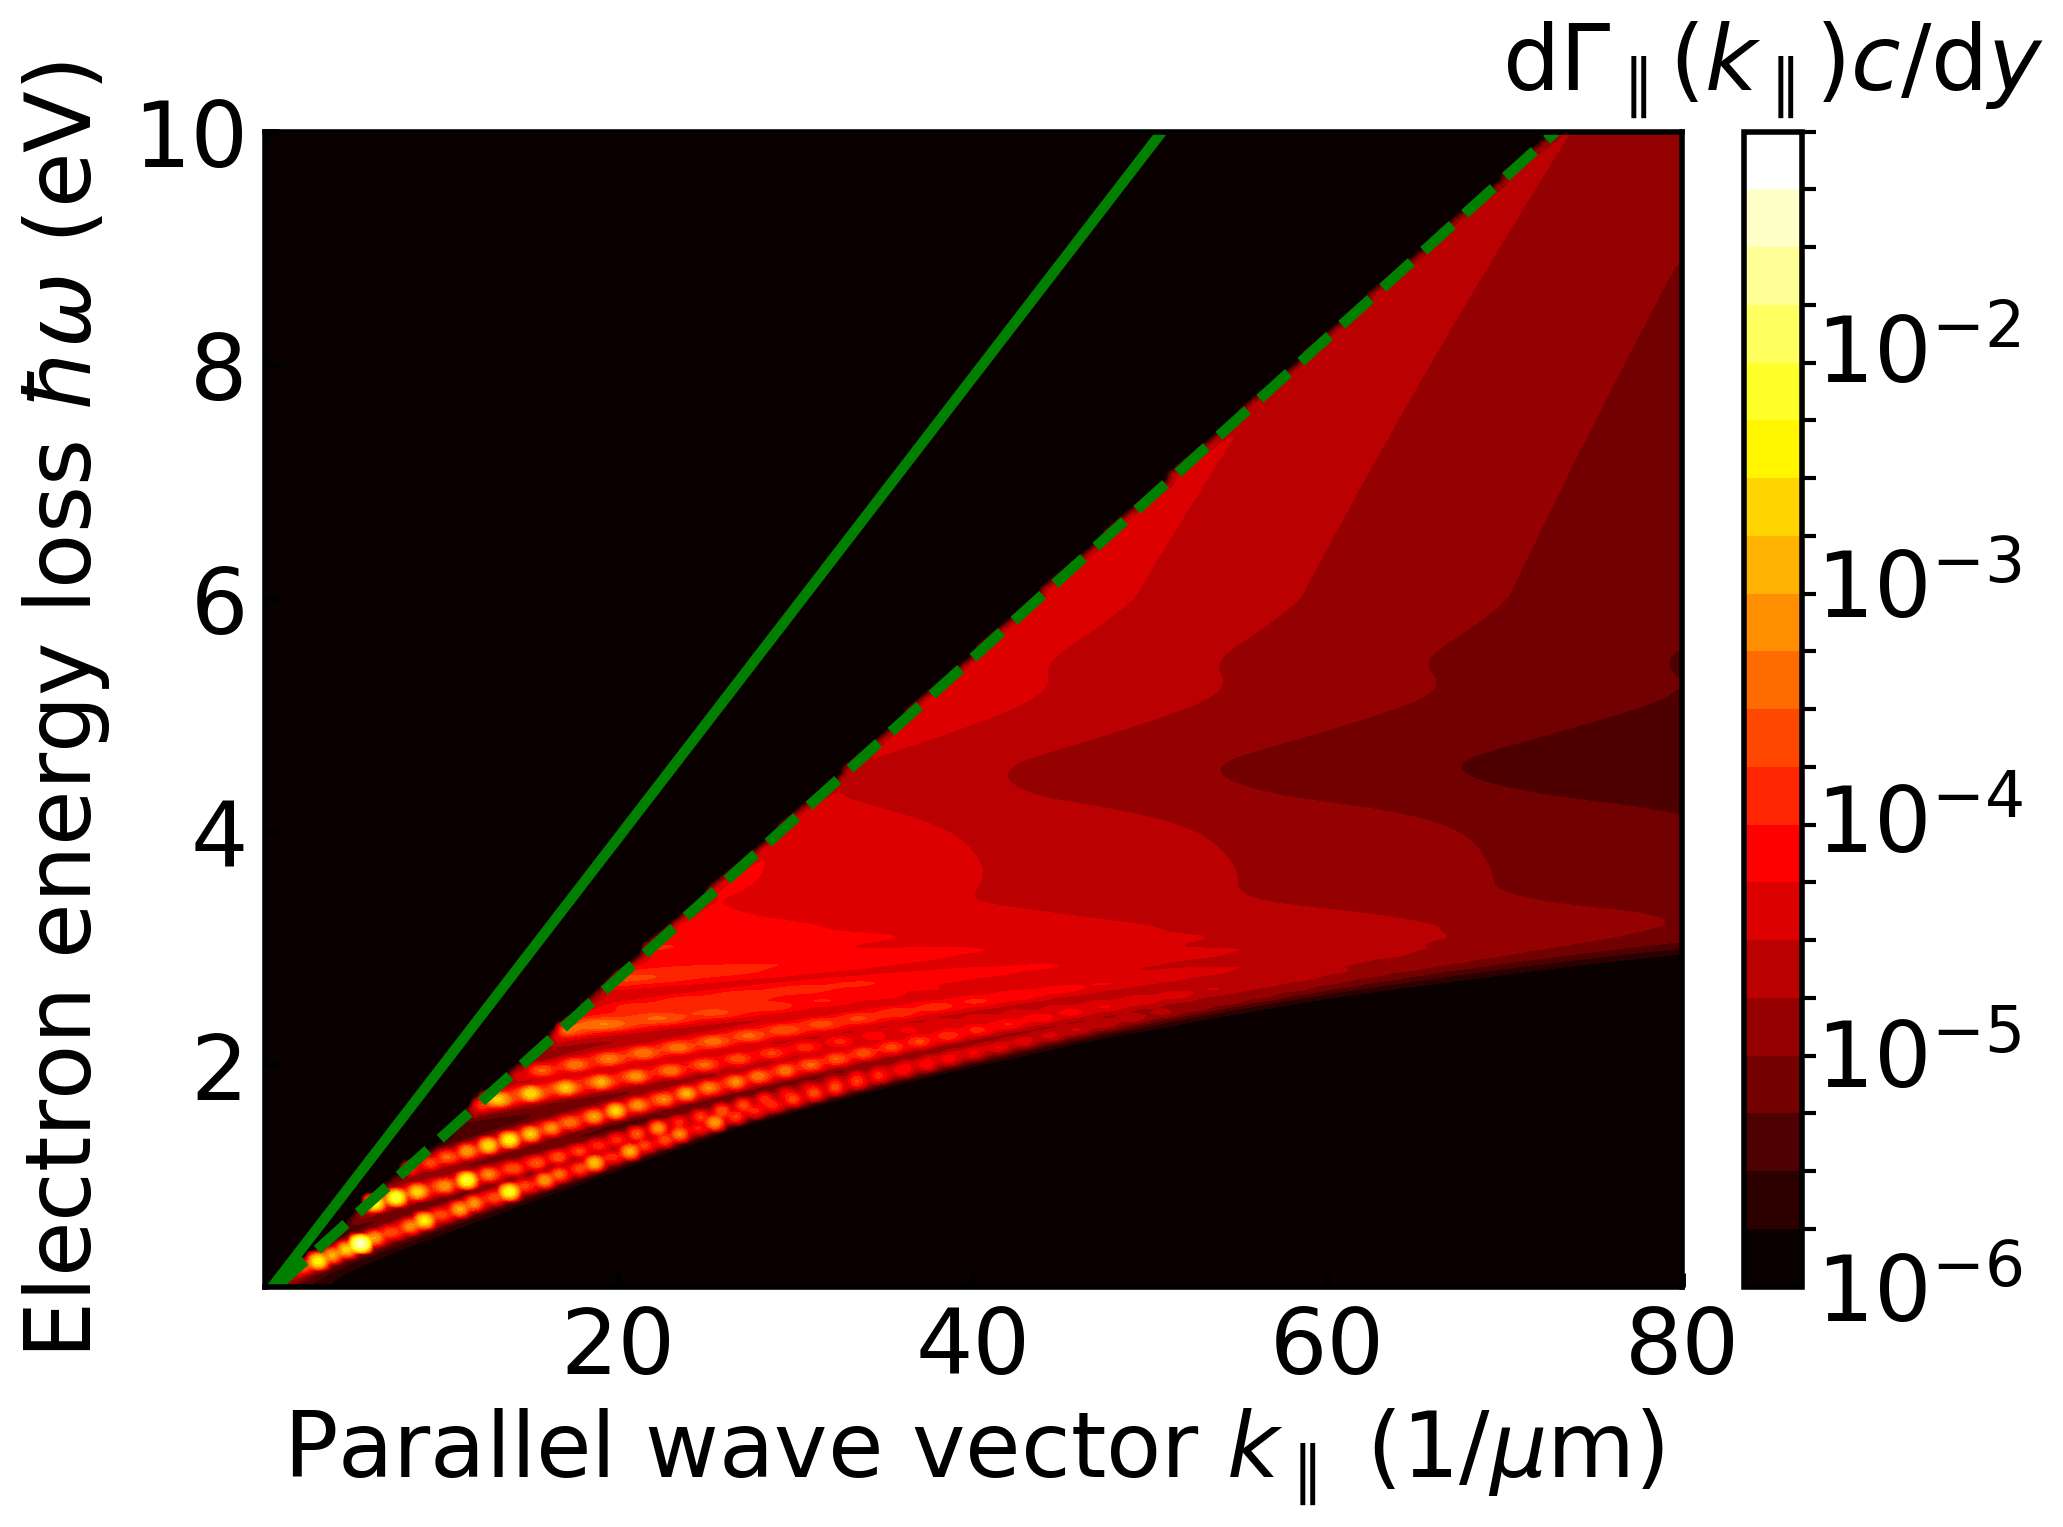 dΓ∥(k∥)c/dy
Electron energy loss ħω (eV)
10
8
6
4
2
20 40 60 80
Parallel wave vector k∥ (1/μm)
10⁻²
10⁻³
10⁻⁴
10⁻⁵
10⁻⁶